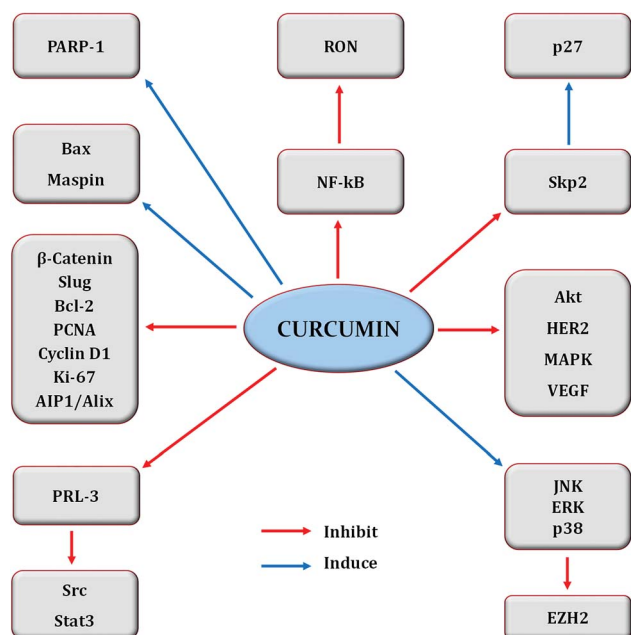 PARP-1
RON
p27
Bax
Maspin
NF-kB
Skp2
β-Catenin
Slug
Bcl-2
PCNA
Cyclin D1
Ki-67
AIP1/Alix
CURCUMIN
Akt
HER2
MAPK
VEGF
PRL-3
JNK
ERK
p38
Inhibit
Induce
Src
Stat3
EZH2